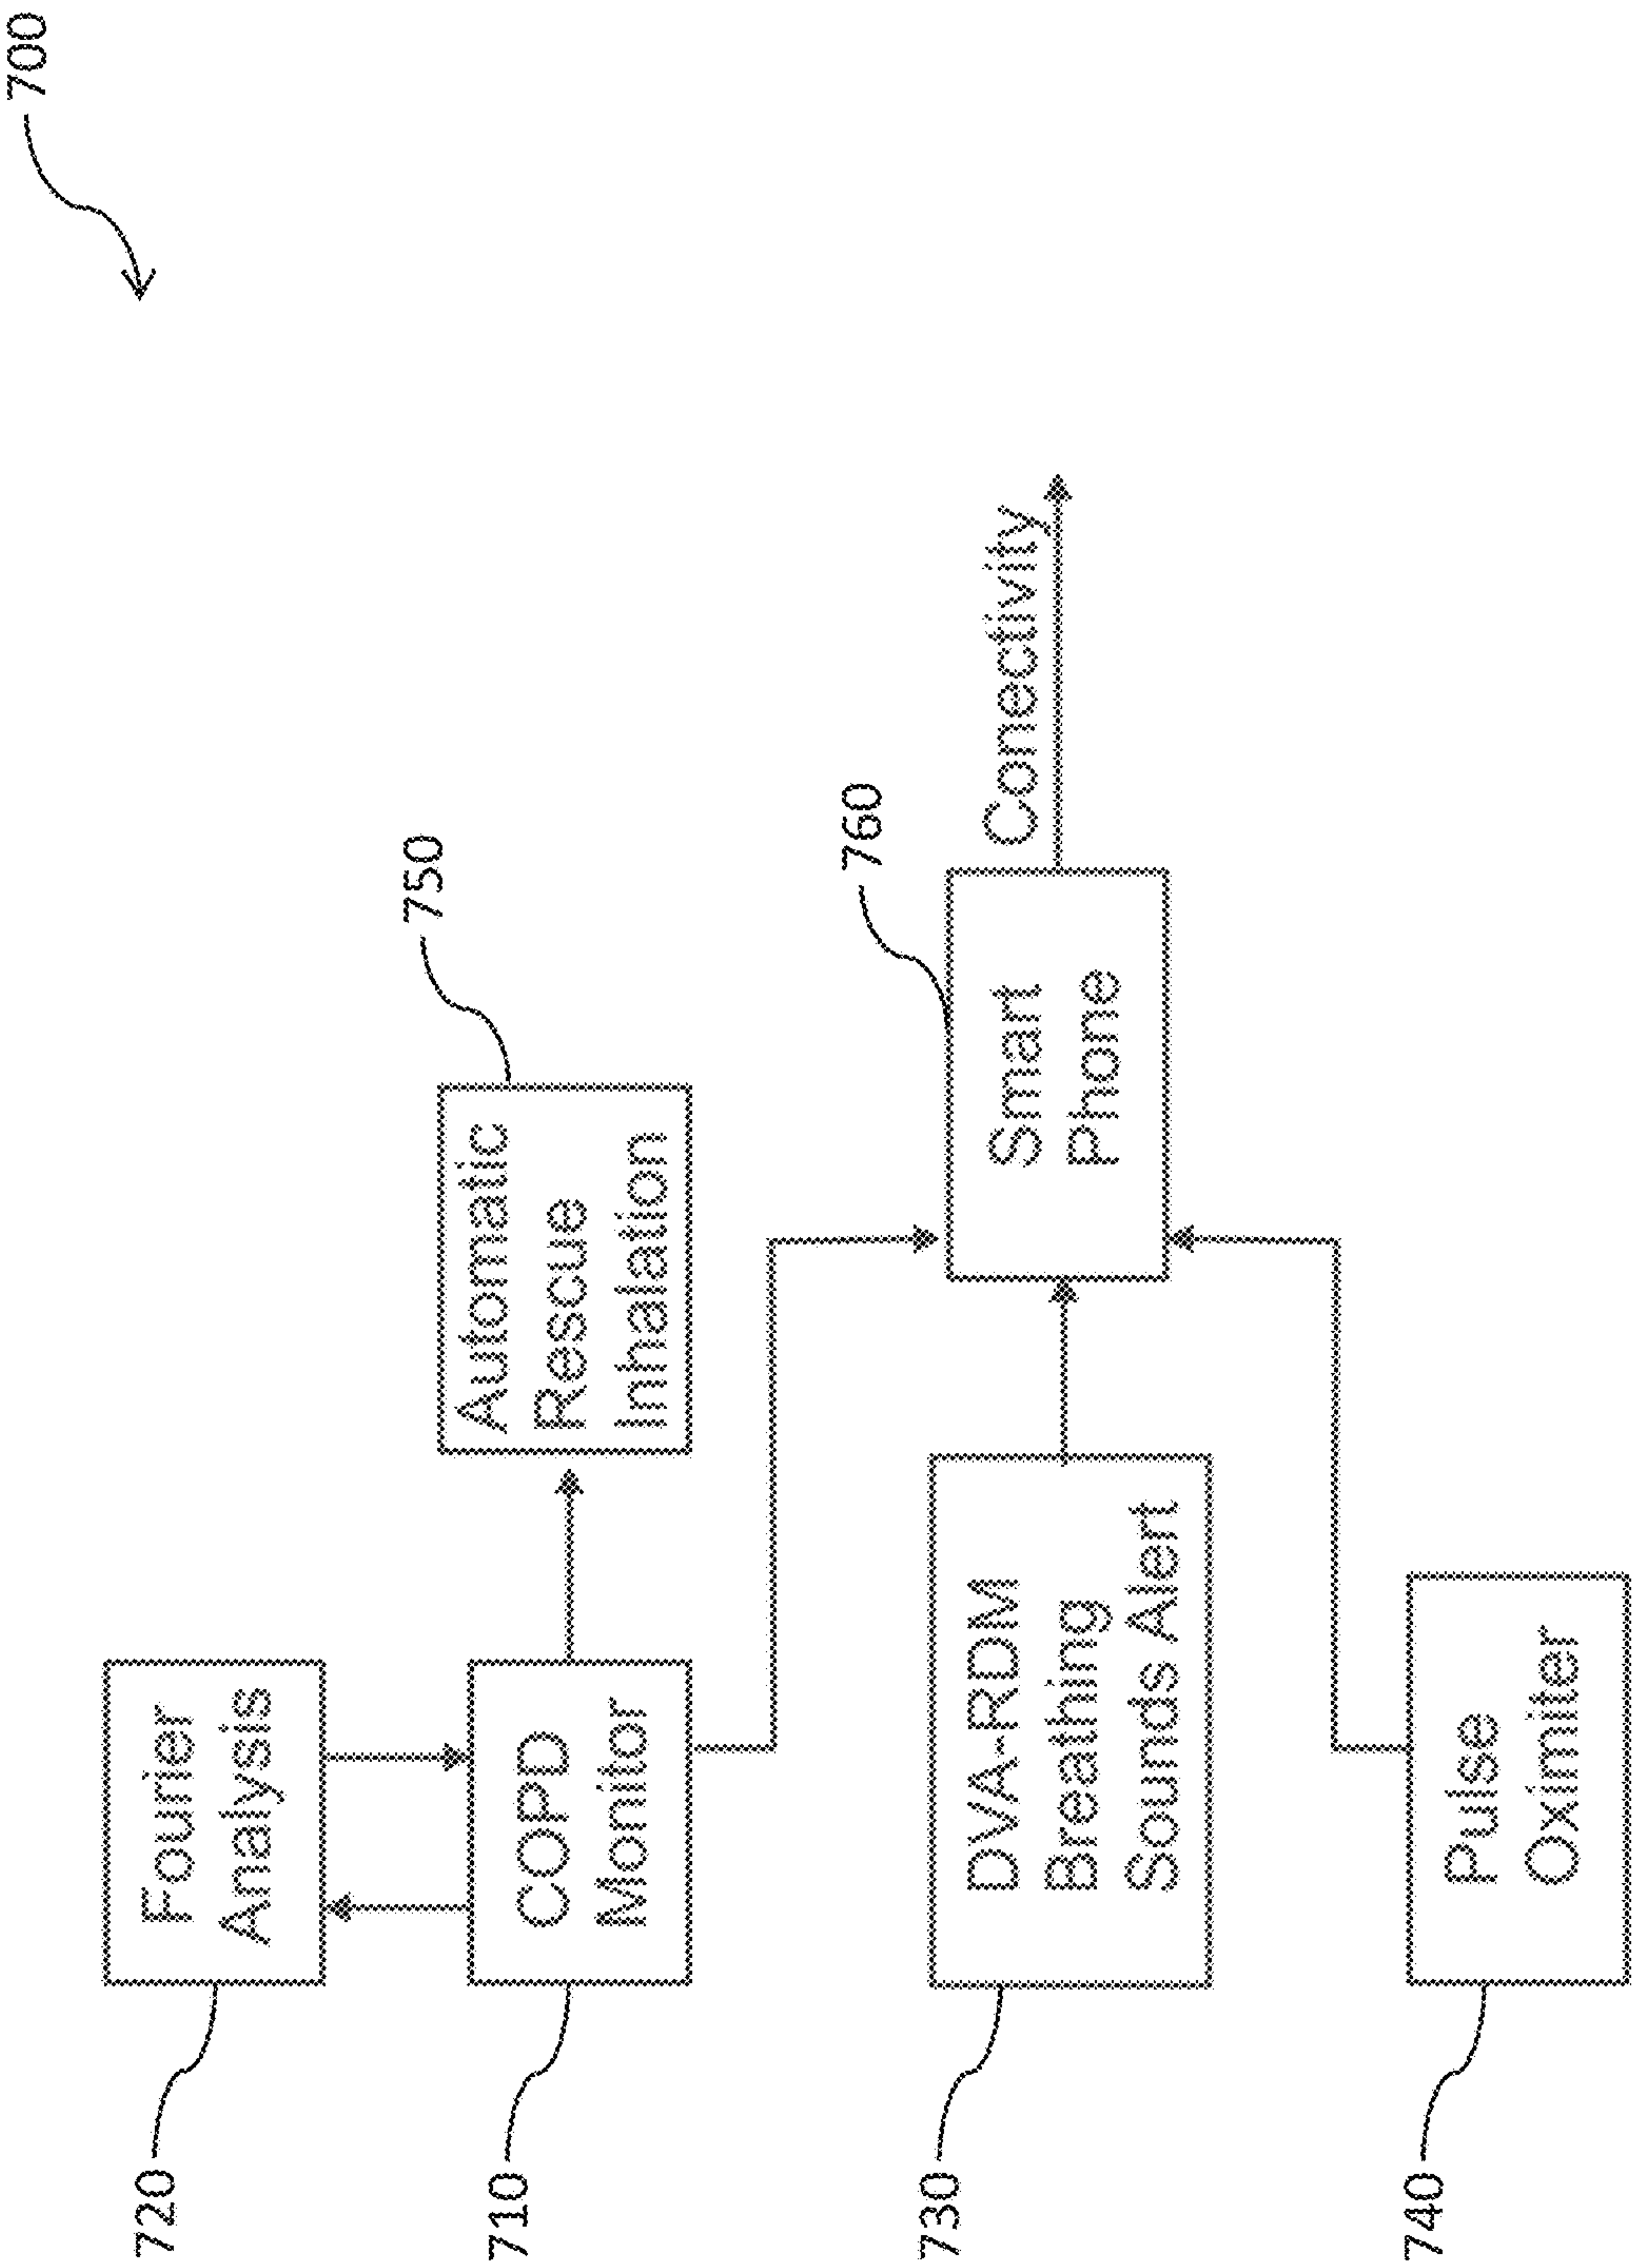 700
720
Fourier
Analysis
710
COPD
Monitor
750
Automatic
Rescue
Inhalation
730
DVA-RDM
Breathing
Sounds Alert
760
Smart
Phone
Conectivity
740
Pulse
Oximiter